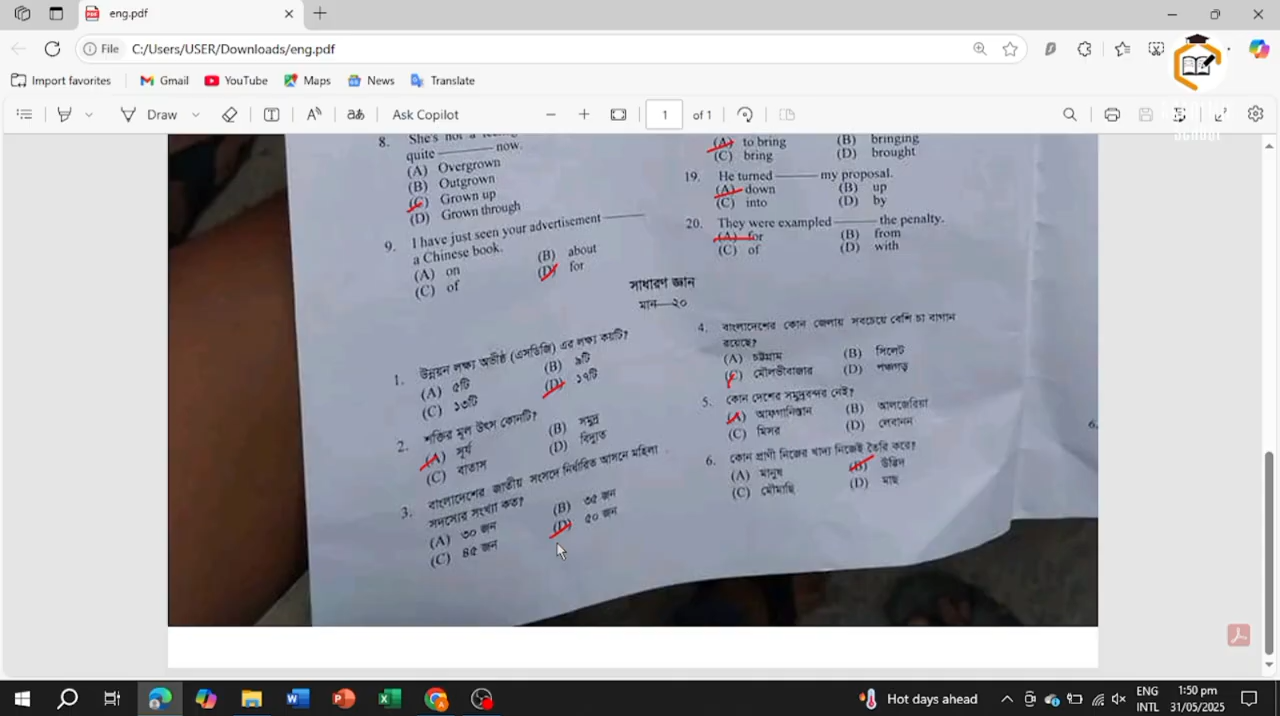 eng.pdf
File C:/Users/USER/Downloads/eng.pdf
Import favorites Gmail YouTube Maps News Translate
Draw Ask Copilot 1 of 1
8. She's not a
quite ——— now.
(A) Overgrown
(B) Outgrown
(C) Grown up
(D) Grown through
9. I have just seen your advertisement ———
a Chinese book.
(A) on (B) about
(C) of (D) for
(A) to bring (B) bringing
(C) bring (D) brought
19. He turned ——— my proposal.
(A) down (B) up
(C) into (D) by
20. They were exampled ——— the penalty.
(A) for (B) from
(C) of (D) with
সাধারণ জ্ঞান
মান—২০
1. উন্নয়ন লক্ষ্য অভীষ্ঠ (এসডিজি) এর লক্ষ্য কয়টি?
(A) ৫টি (B) ৯টি
(C) ১৩টি (D) ১৭টি
2. শক্তির মূল উৎস কোনটি?
(A) সূর্য (B) সমুদ্র
(C) বাতাস (D) বিদ্যুত
3. বাংলাদেশের জাতীয় সংসদে নির্ধারিত আসনে মহিলা
সদস্যের সংখ্যা কত?
(A) ৩০ জন (B) ৩৫ জন
(C) ৪৫ জন (D) ৫০ জন
4. বাংলাদেশের কোন জেলায় সবচেয়ে বেশি চা বাগান
রয়েছে?
(A) চট্টগ্রাম (B) সিলেট
(C) মৌলভীবাজার (D) পঞ্চগড়
5. কোন দেশের সমুদ্রবন্দর নেই?
(A) আফগানিস্তান (B) আলজেরিয়া
(C) মিসর (D) লেবানন
6. কোন প্রাণী নিজের খাদ্য নিজেই তৈরি করে?
(A) মানুষ (B) উদ্ভিদ
(C) মৌমাছি (D) মাছ
6.
Hot days ahead
ENG
INTL
1:50 pm
31/05/2025